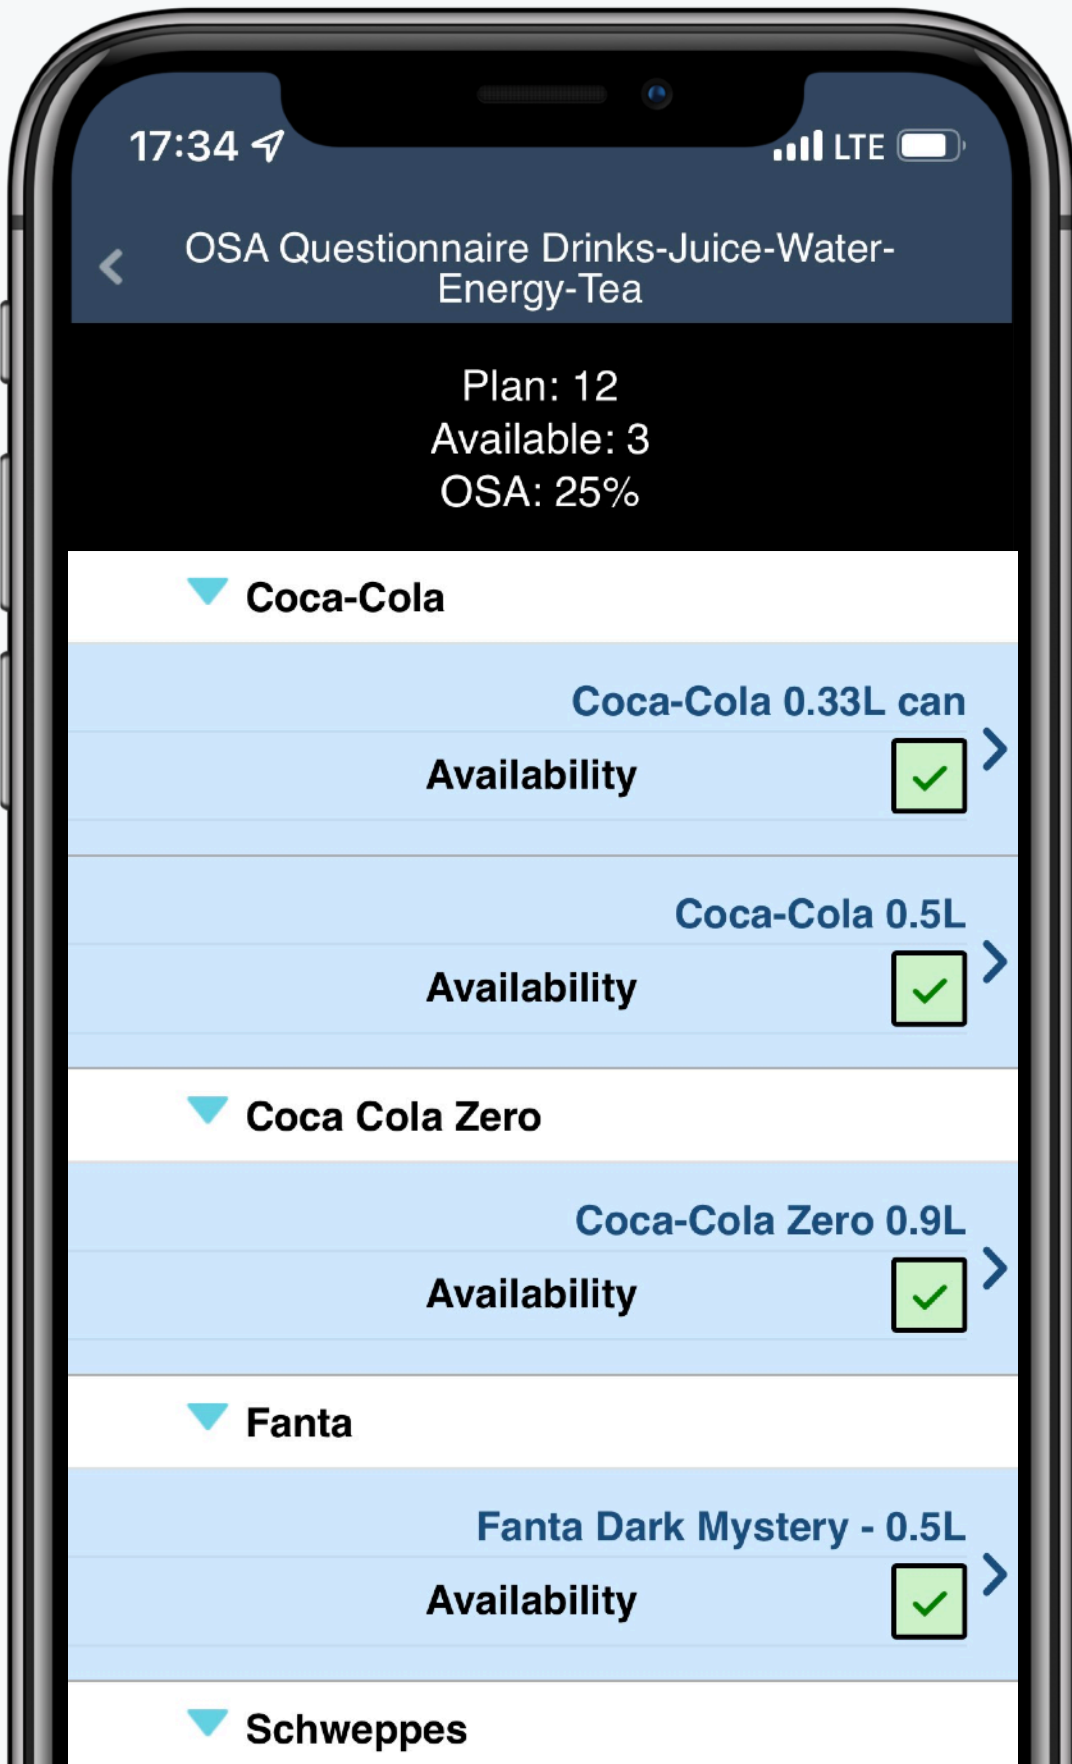 17:34
LTE
OSA Questionnaire Drinks-Juice-Water-
Energy-Tea
Plan: 12
Available: 3
OSA: 25%
Coca-Cola
Coca-Cola 0.33L can
Availability
Coca-Cola 0.5L
Availability
Coca Cola Zero
Coca-Cola Zero 0.9L
Availability
Fanta
Fanta Dark Mystery - 0.5L
Availability
Schweppes